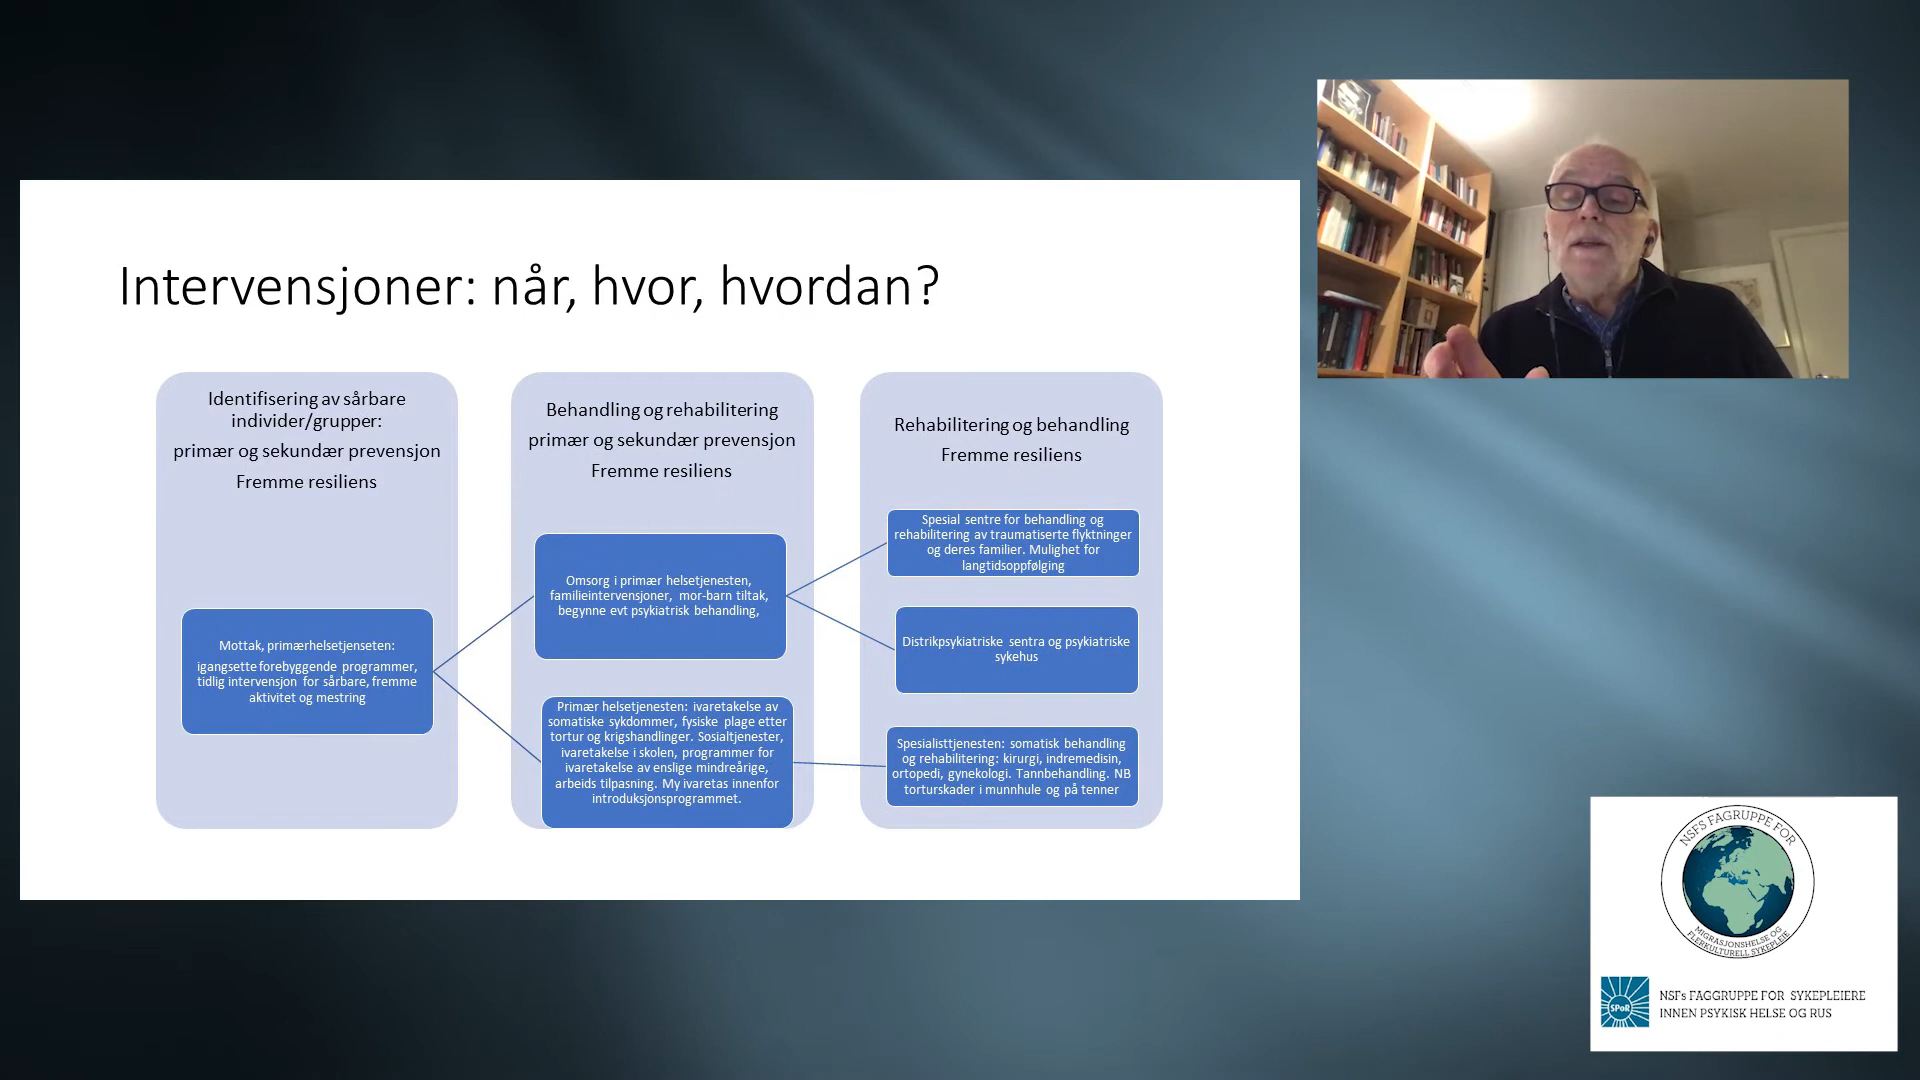 Intervensjoner: når, hvor, hvordan?
Identifisering av sårbare
individer/grupper:
primær og sekundær prevensjon
Fremme resiliens
Mottak, primærhelsetjenseten:
igangsette forebyggende programmer,
tidlig intervensjon for sårbare, fremme
aktivitet og mestring
Behandling og rehabilitering
primær og sekundær prevensjon
Fremme resiliens
Omsorg i primær helsetjenesten,
familieintervensjoner, mor-barn tiltak,
begynne evt psykiatrisk behandling,
Primær helsetjenesten: ivaretakelse av
somatiske sykdommer, fysiske plage etter
tortur og krigshandlinger. Sosialtjenester,
ivaretakelse i skolen, programmer for
ivaretakelse av enslige mindreårige,
arbeids tilpasning. My ivaretas innenfor
introduksjonsprogrammet.
Rehabilitering og behandling
Fremme resiliens
Spesial sentre for behandling og
rehabilitering av traumatiserte flyktninger
og deres familier. Mulighet for
langtidsoppfølging
Distrikpsykiatriske sentra og psykiatriske
sykehus
Spesialisttjenesten: somatisk behandling
og rehabilitering: kirurgi, indremedisin,
ortopedi, gynekologi. Tannbehandling. NB
torturskader i munnhule og på tenner
NSFS FAGRUPPE FOR
MIGRASJONSHELSE OG
FLERKULTURELL SYKEPLEIE
SPoR
NSFs FAGGRUPPE FOR SYKEPLEIERE
INNEN PSYKISK HELSE OG RUS